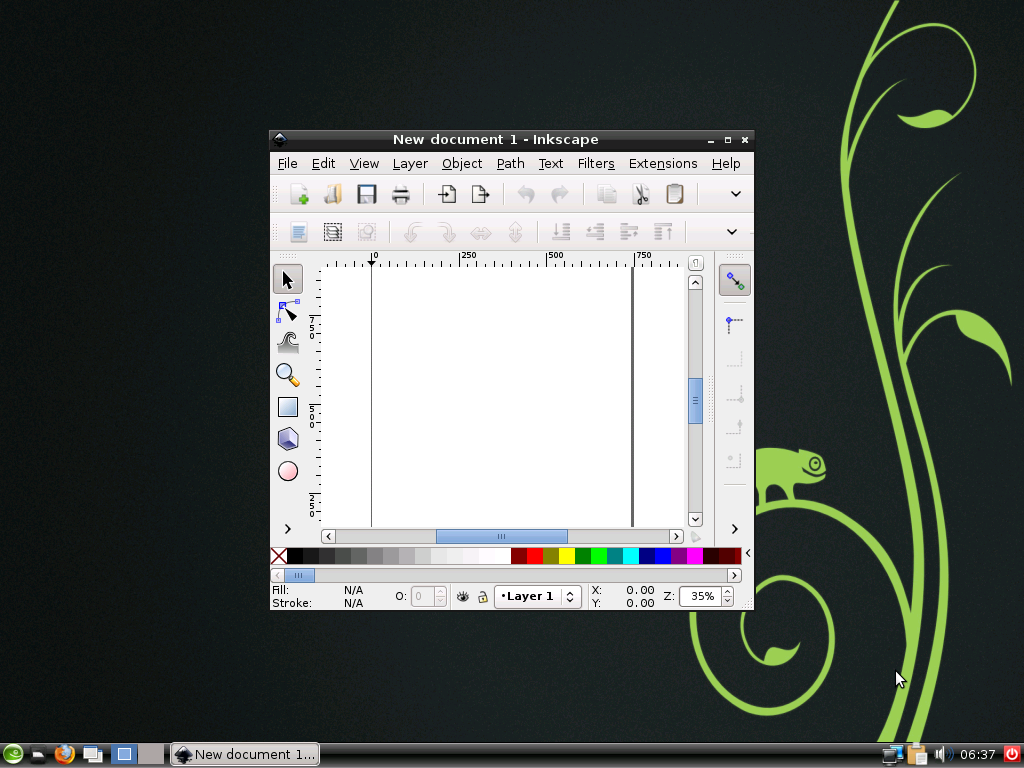 New document 1 - Inkscape
File Edit View Layer Object Path Text Filters Extensions Help
0 250 500 750
750
500
250
Fill: N/A
Stroke: N/A
O: 0
•Layer 1
X: 0.00
Y: 0.00
Z: 35%
New document 1...
06:37